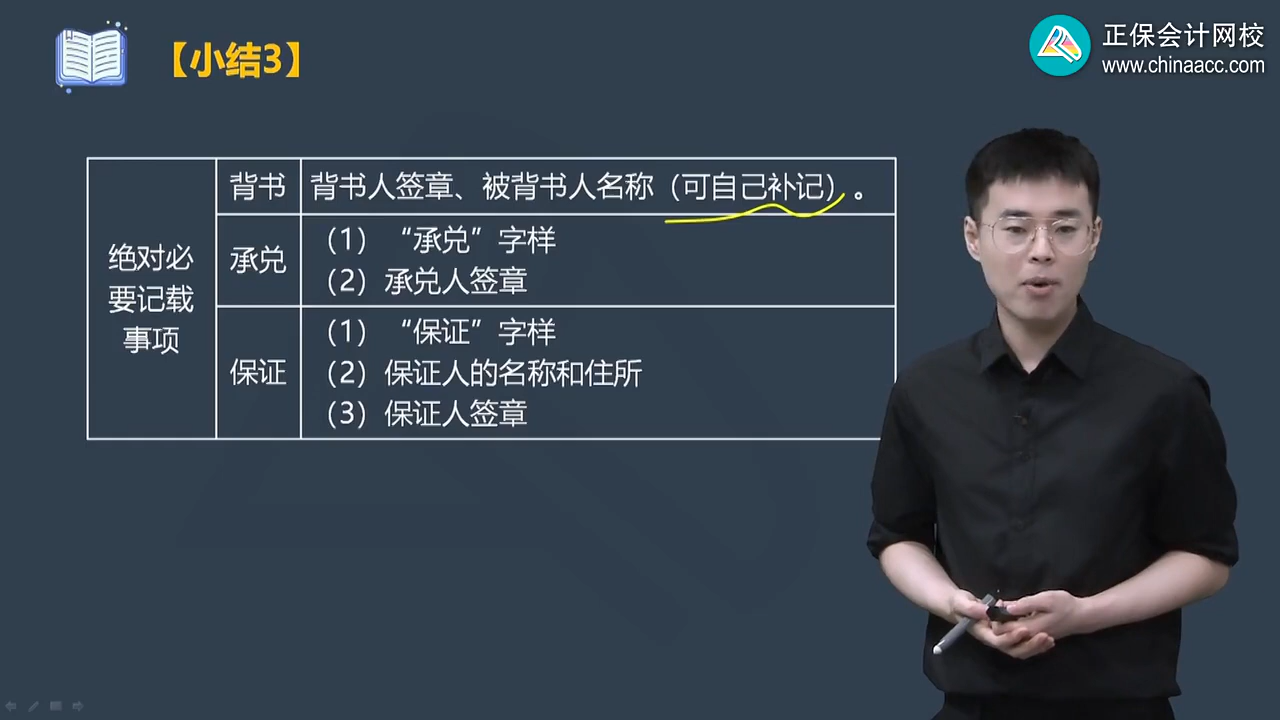 【小结3】
正保会计网校
www.chinaacc.com
绝对必
要记载
事项
背书
背书人签章、被背书人名称（可自己补记）。
承兑
（1）“承兑”字样
（2）承兑人签章
保证
（1）“保证”字样
（2）保证人的名称和住所
（3）保证人签章